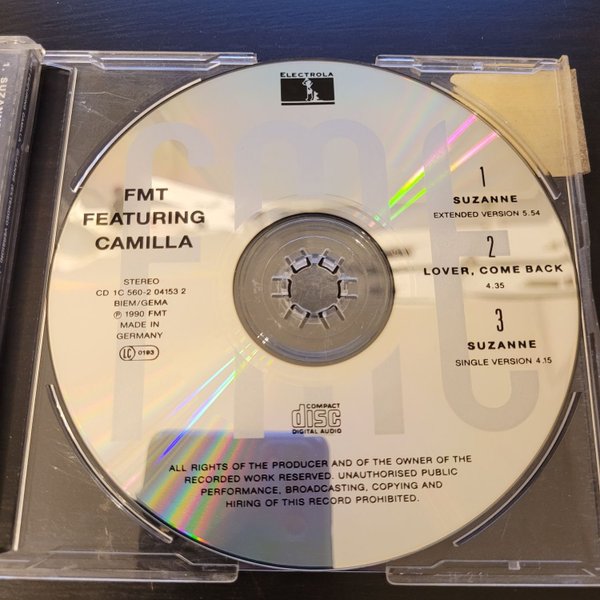 ELECTROLA
FMT
FEATURING
CAMILLA
STEREO
CD 1C 560-2 04153 2
BIEM/GEMA
℗ 1990 FMT
MADE IN
GERMANY
LC 0193
1
SUZANNE
EXTENDED VERSION 5.54
2
LOVER, COME BACK
4.35
3
SUZANNE
SINGLE VERSION 4.15
fmt
COMPACT
disc
DIGITAL AUDIO
ALL RIGHTS OF THE PRODUCER AND OF THE OWNER OF THE
RECORDED WORK RESERVED. UNAUTHORISED PUBLIC
PERFORMANCE, BROADCASTING, COPYING AND
HIRING OF THIS RECORD PROHIBITED.